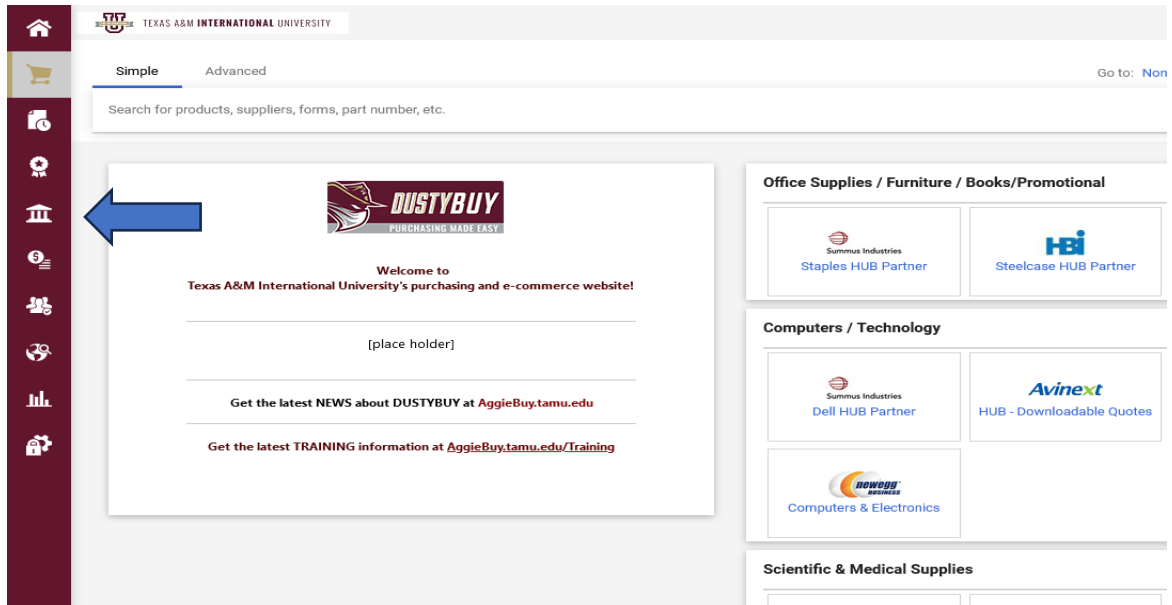 TEXAS A&M INTERNATIONAL UNIVERSITY
Simple
Advanced
Go to: Non
Search for products, suppliers, forms, part number, etc.
DUSTYBUY
PURCHASING MADE EASY
Welcome to
Texas A&M International University's purchasing and e-commerce website!
[place holder]
Get the latest NEWS about DUSTYBUY at AggieBuy.tamu.edu
Get the latest TRAINING information at AggieBuy.tamu.edu/Training
Office Supplies / Furniture / Books/Promotional
Summus Industries
Staples HUB Partner
HBi
Steelcase HUB Partner
Computers / Technology
Summus Industries
Dell HUB Partner
Avinext
HUB - Downloadable Quotes
newegg
BUSINESS
Computers & Electronics
Scientific & Medical Supplies